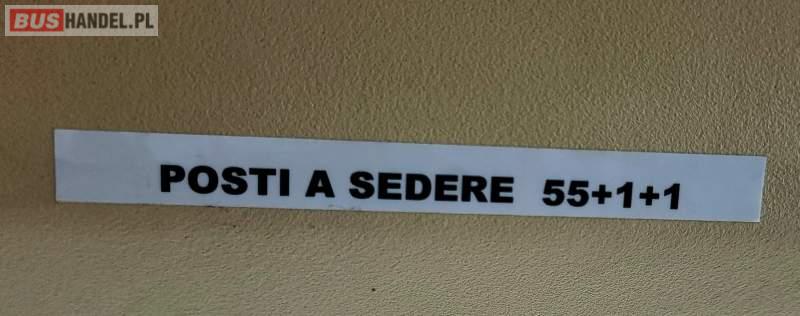 BUSHANDEL.PL
POSTI A SEDERE 55+1+1